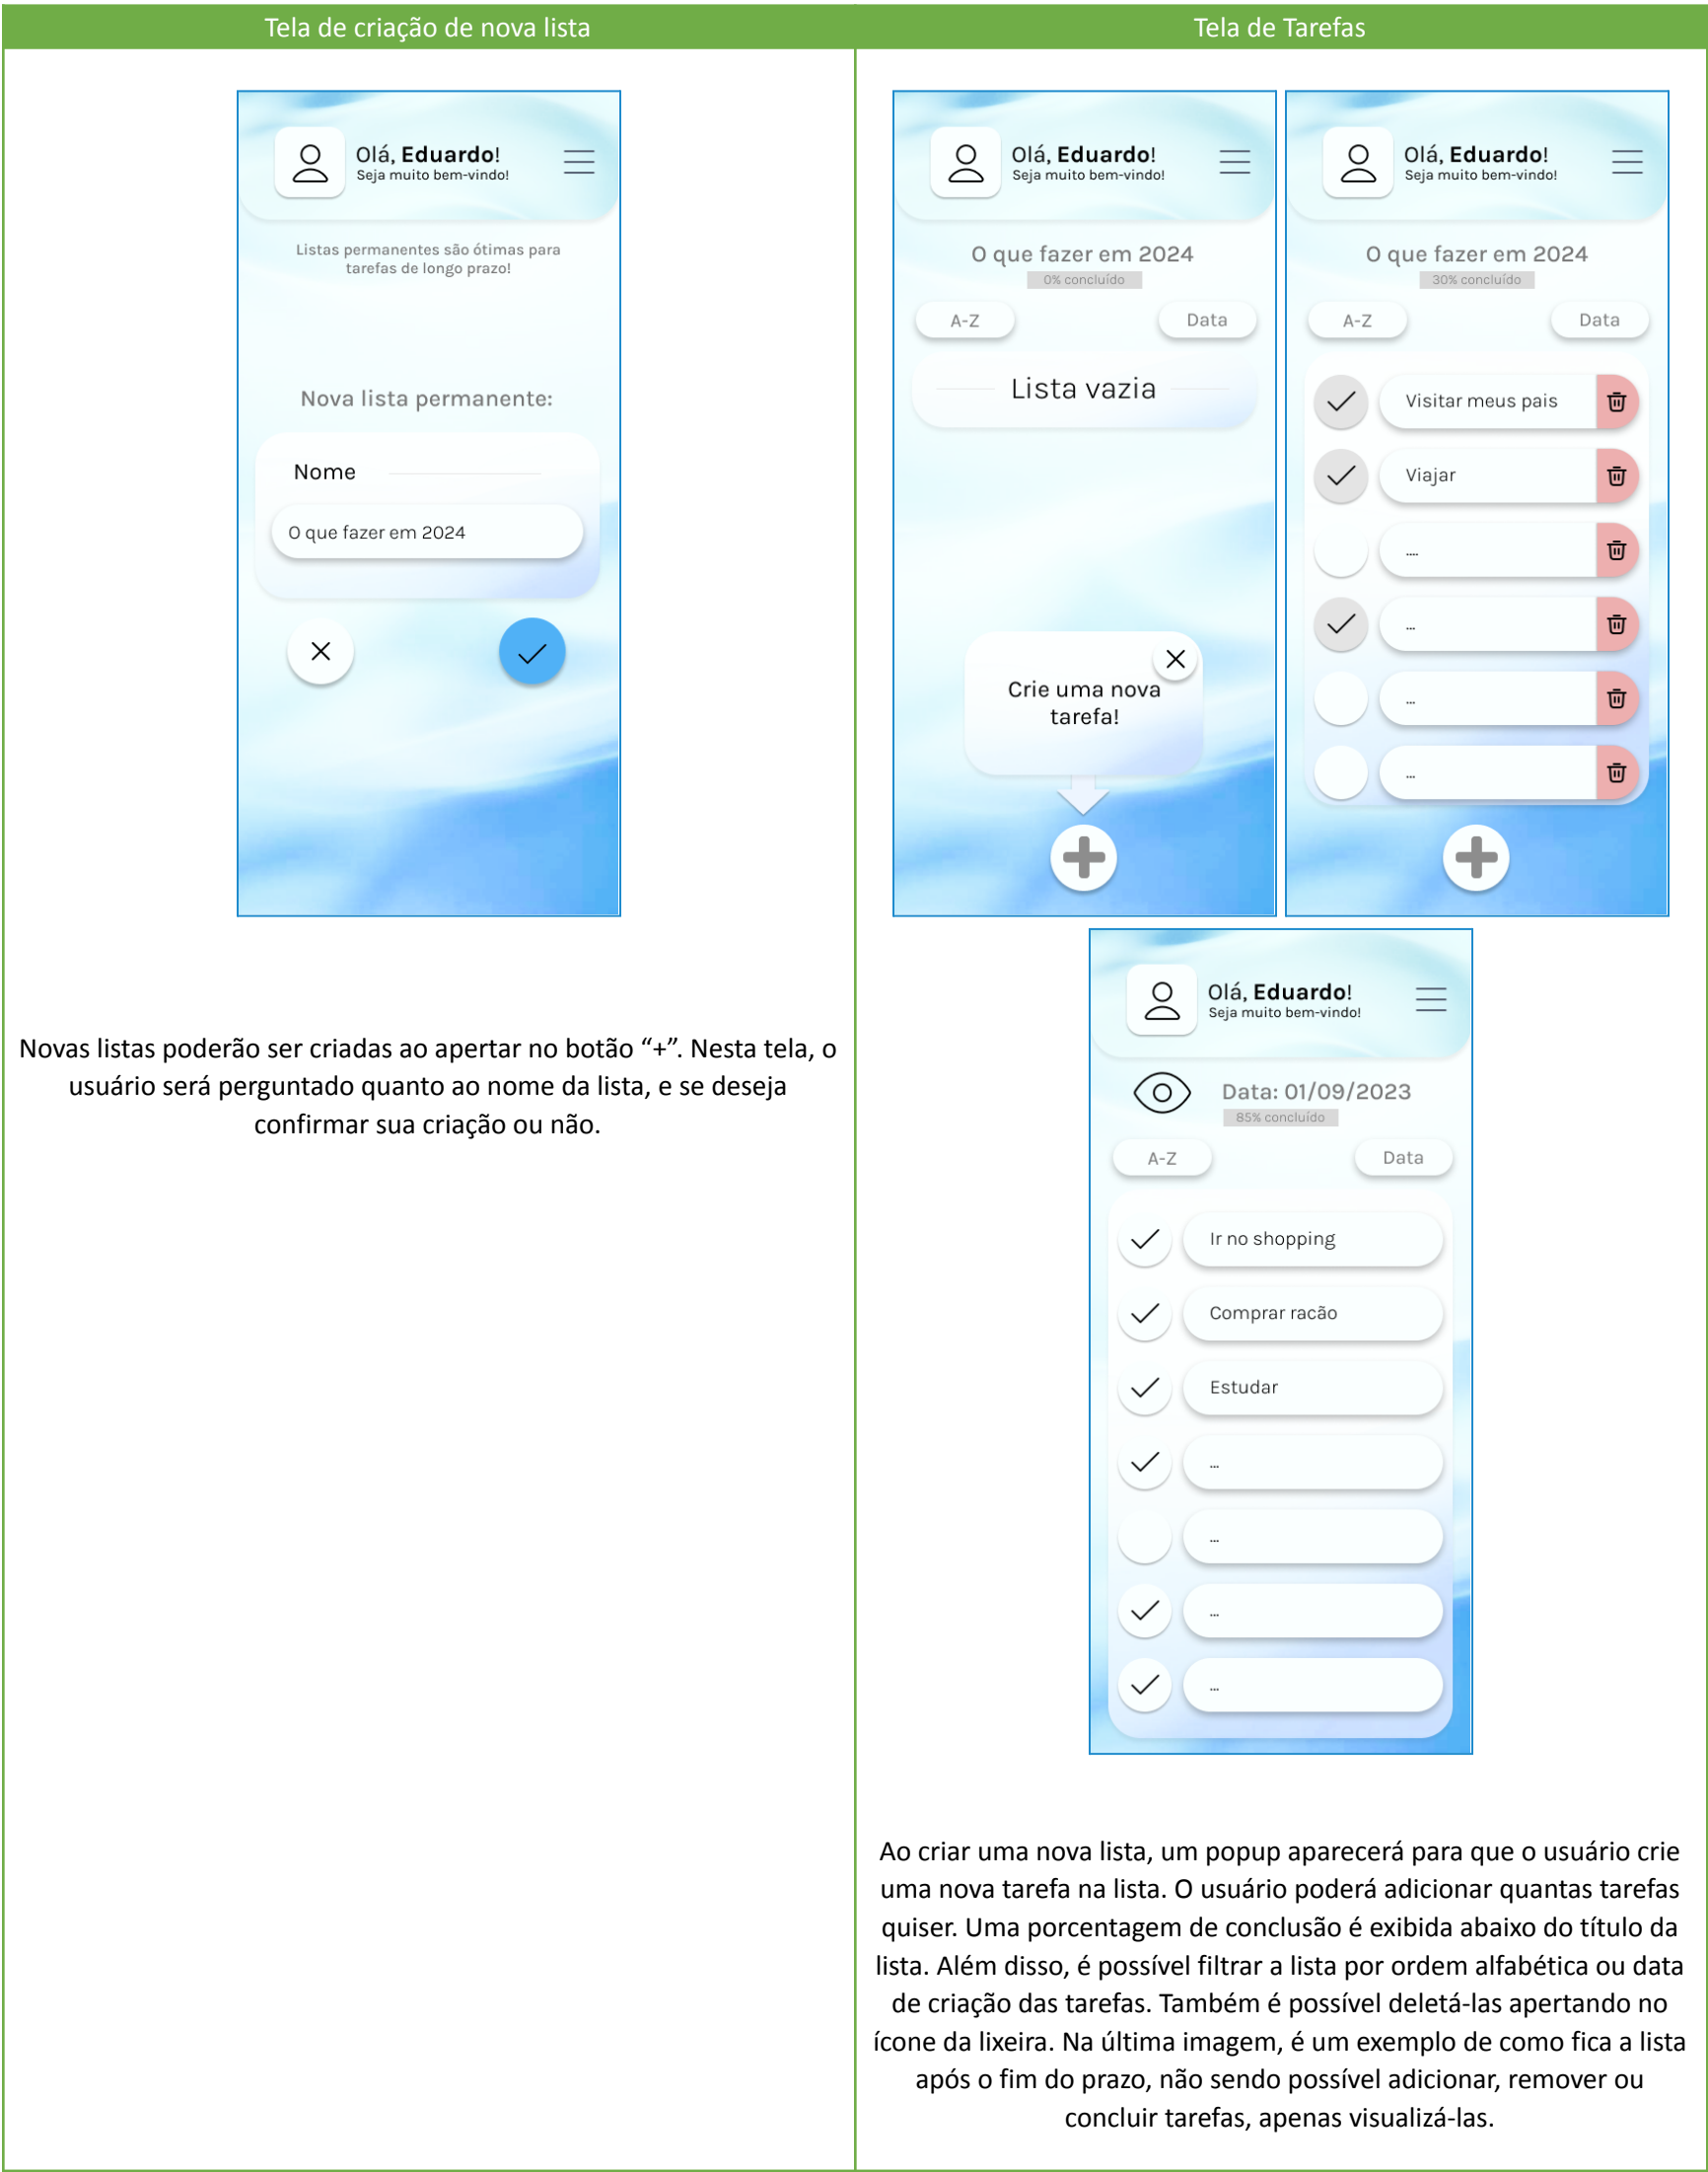 Tela de criação de nova lista
Olá, Eduardo!
Seja muito bem-vindo!
Listas permanentes são ótimas para
tarefas de longo prazo!
Nova lista permanente:
Nome
O que fazer em 2024
Novas listas poderão ser criadas ao apertar no botão “+”. Nesta tela, o
usuário será perguntado quanto ao nome da lista, e se deseja
confirmar sua criação ou não.
Tela de Tarefas
Olá, Eduardo!
Seja muito bem-vindo!
O que fazer em 2024
0% concluído
A-Z
Data
Lista vazia
Crie uma nova
tarefa!
Olá, Eduardo!
Seja muito bem-vindo!
O que fazer em 2024
30% concluído
A-Z
Data
Visitar meus pais
Viajar
....
...
...
...
Olá, Eduardo!
Seja muito bem-vindo!
Data: 01/09/2023
85% concluído
A-Z
Data
Ir no shopping
Comprar racão
Estudar
...
...
...
...
Ao criar uma nova lista, um popup aparecerá para que o usuário crie
uma nova tarefa na lista. O usuário poderá adicionar quantas tarefas
quiser. Uma porcentagem de conclusão é exibida abaixo do título da
lista. Além disso, é possível filtrar a lista por ordem alfabética ou data
de criação das tarefas. Também é possível deletá-las apertando no
ícone da lixeira. Na última imagem, é um exemplo de como fica a lista
após o fim do prazo, não sendo possível adicionar, remover ou
concluir tarefas, apenas visualizá-las.